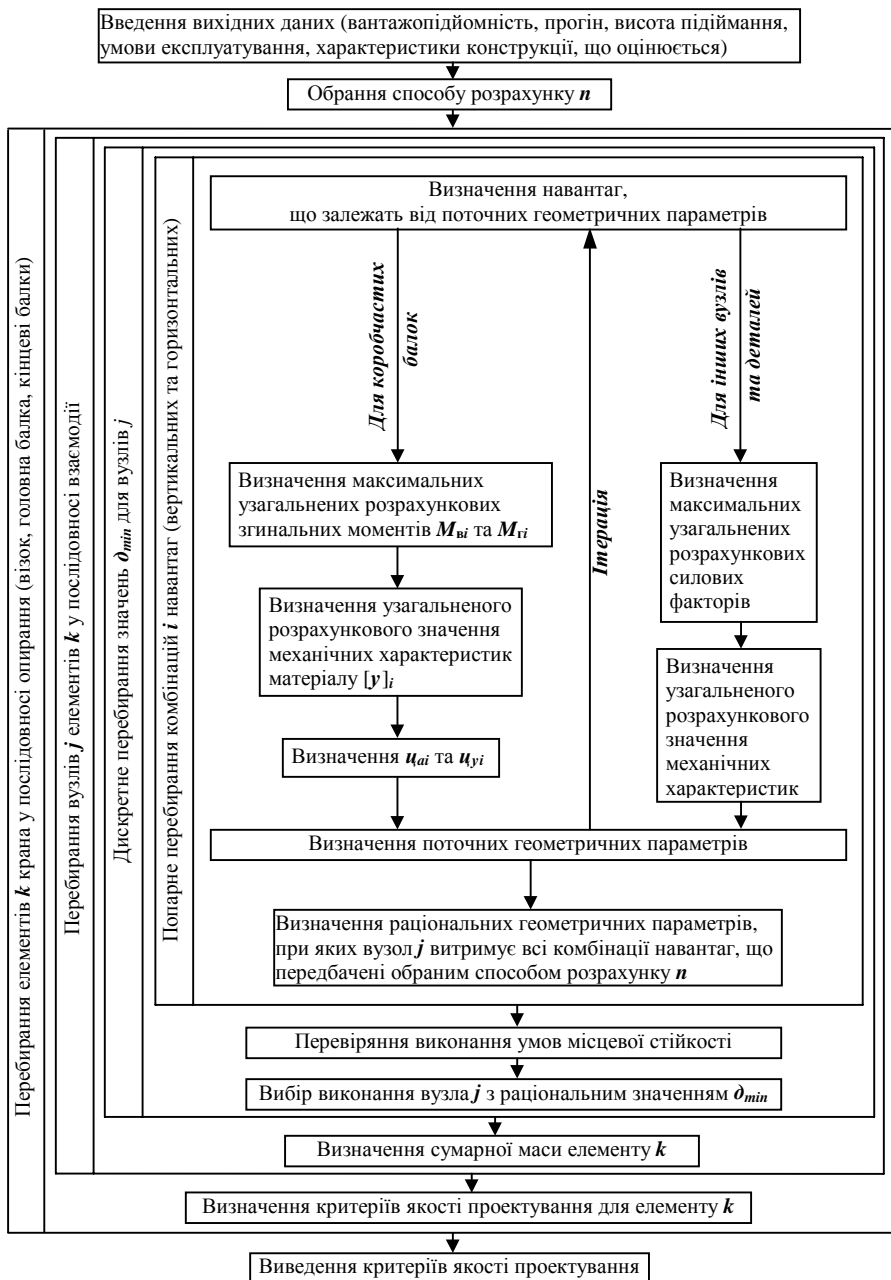 Введення вихідних даних (вантажопідйомність, прогін, висота підіймання,
умови експлуатування, характеристики конструкції, що оцінюється)
Обрання способу розрахунку n
Перебирання елементів k крана у послідовності опирання (візок, головна балка, кінцеві балки)
Перебирання вузлів j елементів k у послідовності взаємодії
Дискретне перебирання значень ∂min для вузлів j
Попарне перебирання комбінацій i навантаг (вертикальних та горизонтальних)
Визначення навантаг,
що залежать від поточних геометричних параметрів
Для коробчастих
балок
Ітерація
Для інших вузлів
та деталей
Визначення максимальних
узагальнених розрахункових
згинальних моментів Mвi та Mгi
Визначення узагальненого
розрахункового значення
механічних характеристик
матеріалу [y]i
Визначення цai та цyi
Визначення
максимальних
узагальнених
розрахункових
силових
факторів
Визначення
узагальненого
розрахункового
значення
механічних
характеристик
Визначення поточних геометричних параметрів
Визначення раціональних геометричних параметрів,
при яких вузол j витримує всі комбінації навантаг, що
передбачені обраним способом розрахунку n
Перевіряння виконання умов місцевої стійкості
Вибір виконання вузла j з раціональним значенням ∂min
Визначення сумарної маси елементу k
Визначення критеріїв якості проектування для елементу k
Виведення критеріїв якості проектування